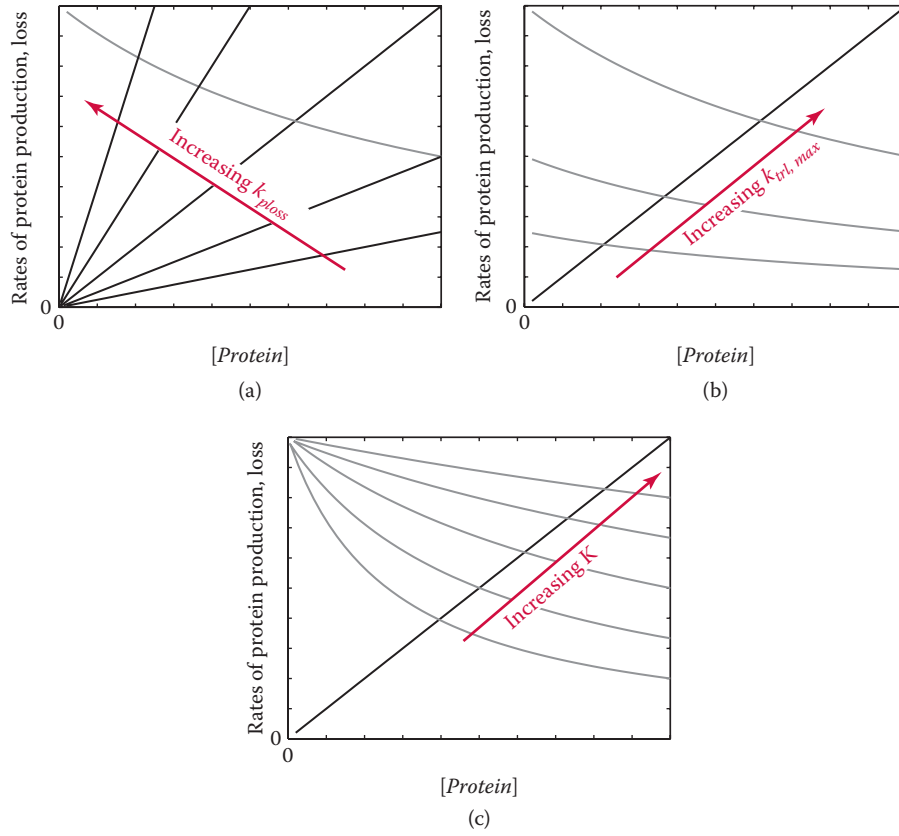 Rates of protein production, loss
Increasing k_ploss
0
0
[Protein]
(a)
Rates of protein production, loss
Increasing k_trl, max
0
0
[Protein]
(b)
Rates of protein production, loss
Increasing K
0
0
[Protein]
(c)